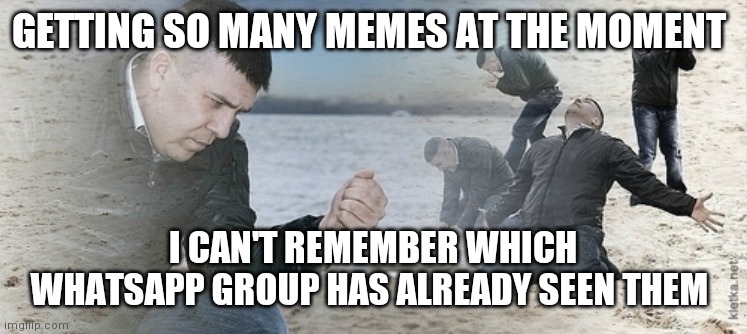 GETTING SO MANY MEMES AT THE MOMENT
I CAN'T REMEMBER WHICH
WHATSAPP GROUP HAS ALREADY SEEN THEM
kletka.net
imgflip.com